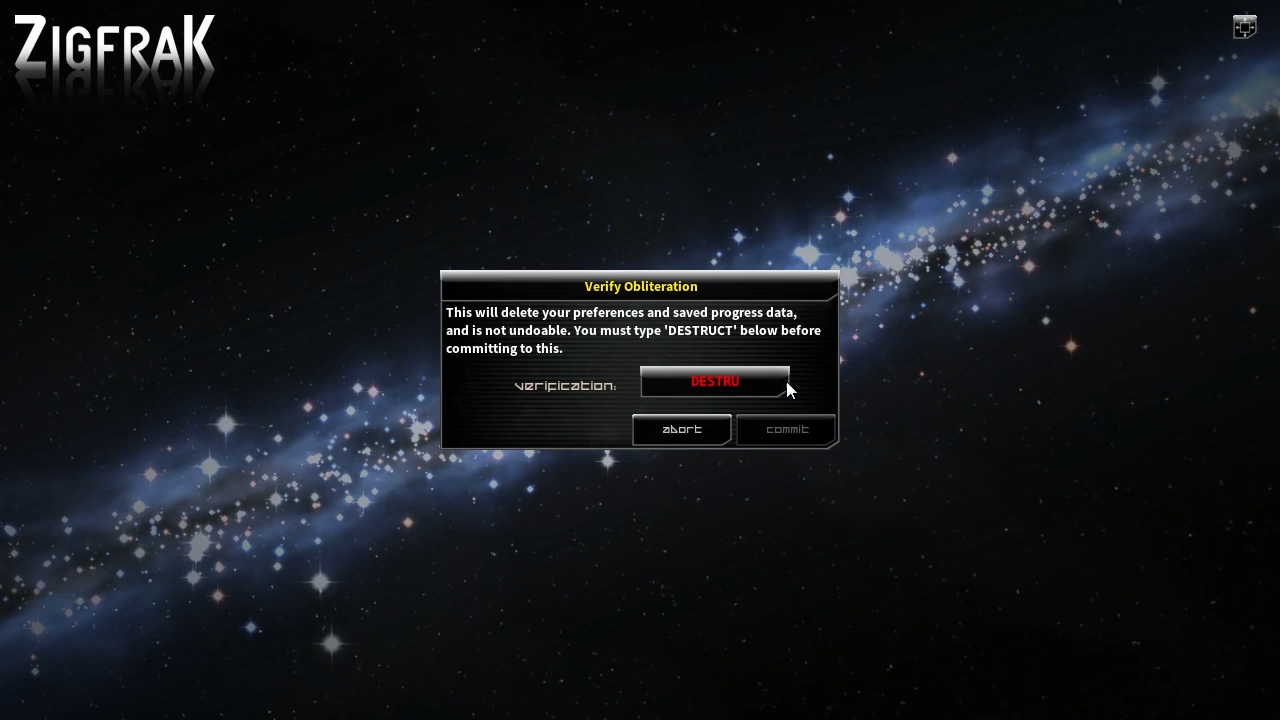 ZIGFRAK
Verify Obliteration
This will delete your preferences and saved progress data,
and is not undoable. You must type 'DESTRUCT' below before
committing to this.
verification: DESTRU
abort commit